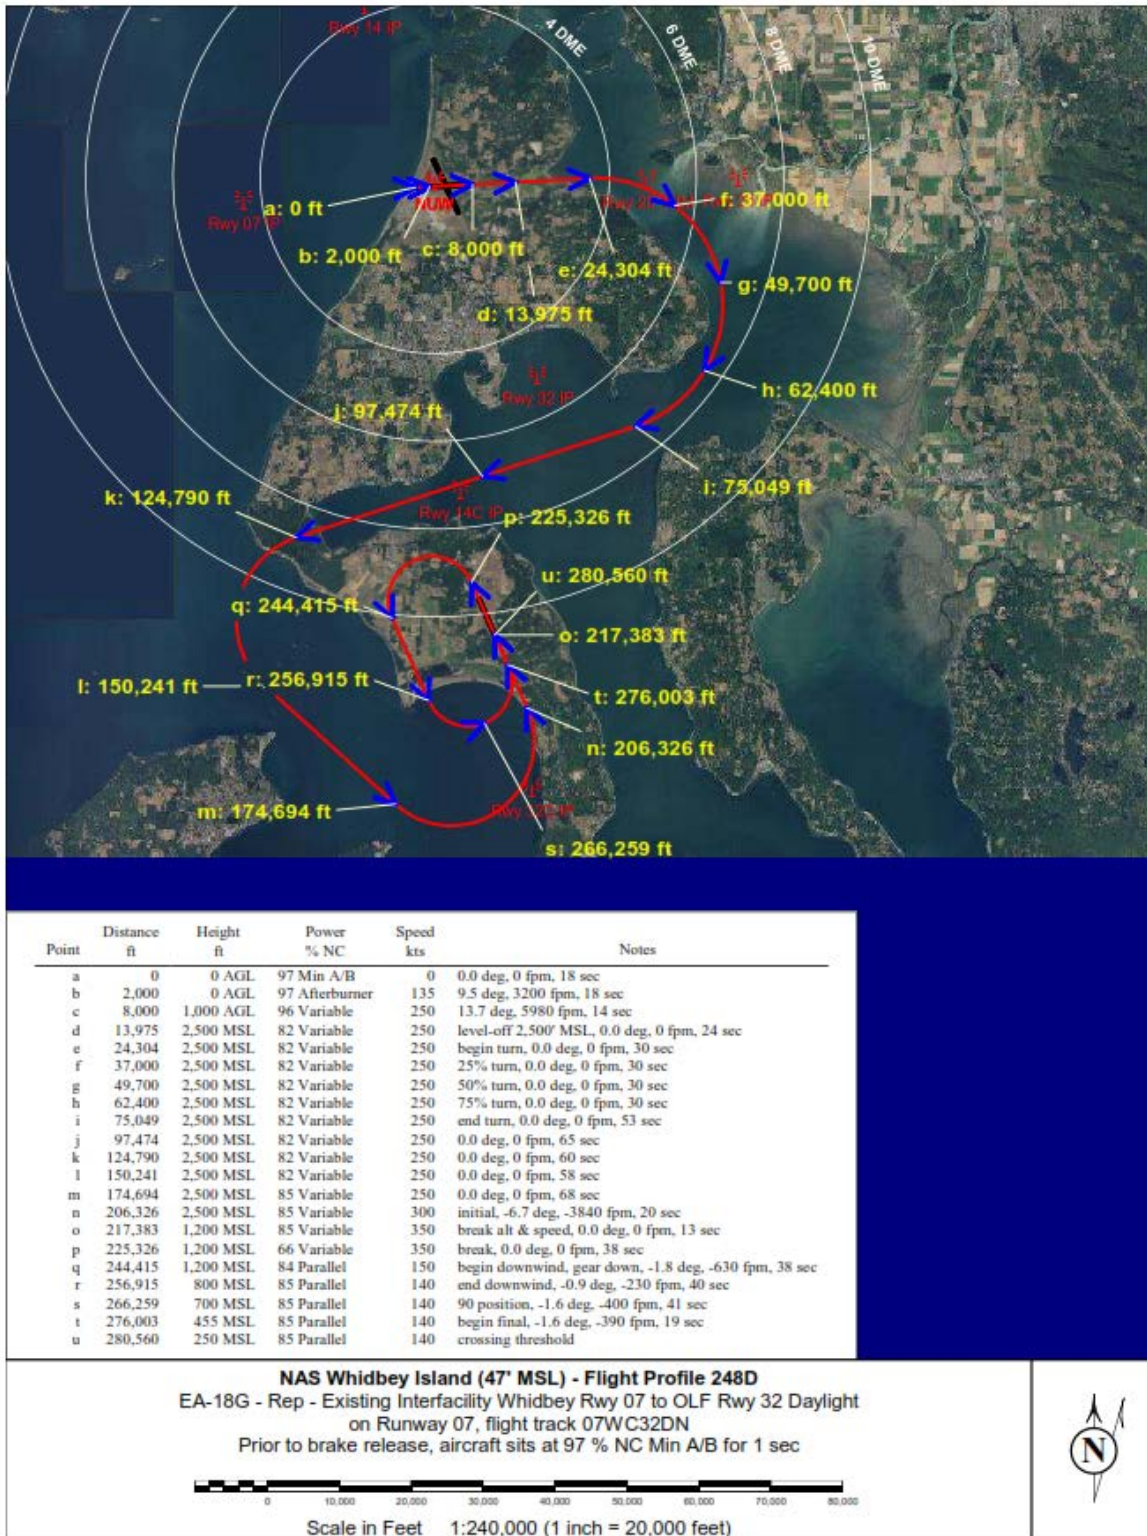 Rwy 14 IP
4 DME
6 DME
8 DME
10 DME
Rwy 07 IP
NUW
a: 0 ft
b: 2,000 ft
c: 8,000 ft
f: 37,000 ft
e: 24,304 ft
g: 49,700 ft
d: 13,975 ft
h: 62,400 ft
Rwy 32 IP
j: 97,474 ft
i: 75,049 ft
k: 124,790 ft
Rwy 14C IP
p: 225,326 ft
u: 280,560 ft
q: 244,415 ft
o: 217,383 ft
l: 150,241 ft
r: 256,915 ft
t: 276,003 ft
n: 206,326 ft
m: 174,694 ft
s: 266,259 ft
Point Distance ft Height ft Power % NC Speed kts Notes
a 0 0 AGL 97 Min A/B 0 0.0 deg, 0 fpm, 18 sec
b 2,000 0 AGL 97 Afterburner 135 9.5 deg, 3200 fpm, 18 sec
c 8,000 1,000 AGL 96 Variable 250 13.7 deg, 5980 fpm, 14 sec
d 13,975 2,500 MSL 82 Variable 250 level-off 2,500' MSL, 0.0 deg, 0 fpm, 24 sec
e 24,304 2,500 MSL 82 Variable 250 begin turn, 0.0 deg, 0 fpm, 30 sec
f 37,000 2,500 MSL 82 Variable 250 25% turn, 0.0 deg, 0 fpm, 30 sec
g 49,700 2,500 MSL 82 Variable 250 50% turn, 0.0 deg, 0 fpm, 30 sec
h 62,400 2,500 MSL 82 Variable 250 75% turn, 0.0 deg, 0 fpm, 30 sec
i 75,049 2,500 MSL 82 Variable 250 end turn, 0.0 deg, 0 fpm, 53 sec
j 97,474 2,500 MSL 82 Variable 250 0.0 deg, 0 fpm, 65 sec
k 124,790 2,500 MSL 82 Variable 250 0.0 deg, 0 fpm, 60 sec
l 150,241 2,500 MSL 82 Variable 250 0.0 deg, 0 fpm, 58 sec
m 174,694 2,500 MSL 85 Variable 250 0.0 deg, 0 fpm, 68 sec
n 206,326 2,500 MSL 85 Variable 300 initial, -6.7 deg, -3840 fpm, 20 sec
o 217,383 1,200 MSL 85 Variable 350 break alt & speed, 0.0 deg, 0 fpm, 13 sec
p 225,326 1,200 MSL 66 Variable 350 break, 0.0 deg, 0 fpm, 38 sec
q 244,415 1,200 MSL 84 Parallel 150 begin downwind, gear down, -1.8 deg, -630 fpm, 38 sec
r 256,915 800 MSL 85 Parallel 140 end downwind, -0.9 deg, -230 fpm, 40 sec
s 266,259 700 MSL 85 Parallel 140 90 position, -1.6 deg, -400 fpm, 41 sec
t 276,003 455 MSL 85 Parallel 140 begin final, -1.6 deg, -390 fpm, 19 sec
u 280,560 250 MSL 85 Parallel 140 crossing threshold
NAS Whidbey Island (47' MSL) - Flight Profile 248D
EA-18G - Rep - Existing Interfacility Whidbey Rwy 07 to OLF Rwy 32 Daylight
on Runway 07, flight track 07WC32DN
Prior to brake release, aircraft sits at 97 % NC Min A/B for 1 sec
N
0 10,000 20,000 30,000 40,000 50,000 60,000 70,000 80,000
Scale in Feet 1:240,000 (1 inch = 20,000 feet)